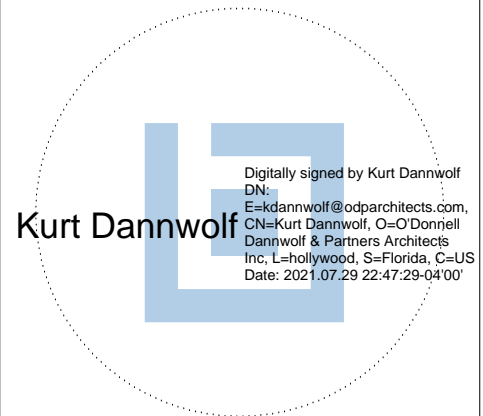 Kurt Dannwolf
Digitally signed by Kurt Dannwolf
DN:
E=kdannwolf@odparchitects.com,
CN=Kurt Dannwolf, O=O'Donnell
Dannwolf & Partners Architects
Inc, L=hollywood, S=Florida, C=US
Date: 2021.07.29 22:47:29-04'00'